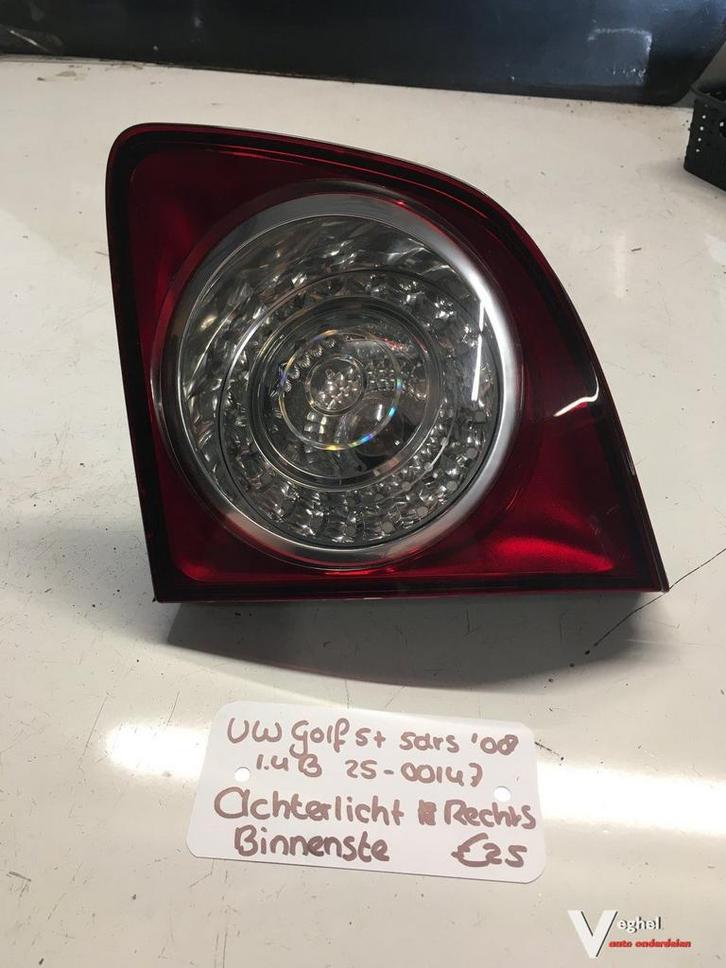 VW Golf 5+ 5drs '08
1.4B 25-00147
Achterlicht Rechts
Binnenste €25
Veghel
auto onderdelen